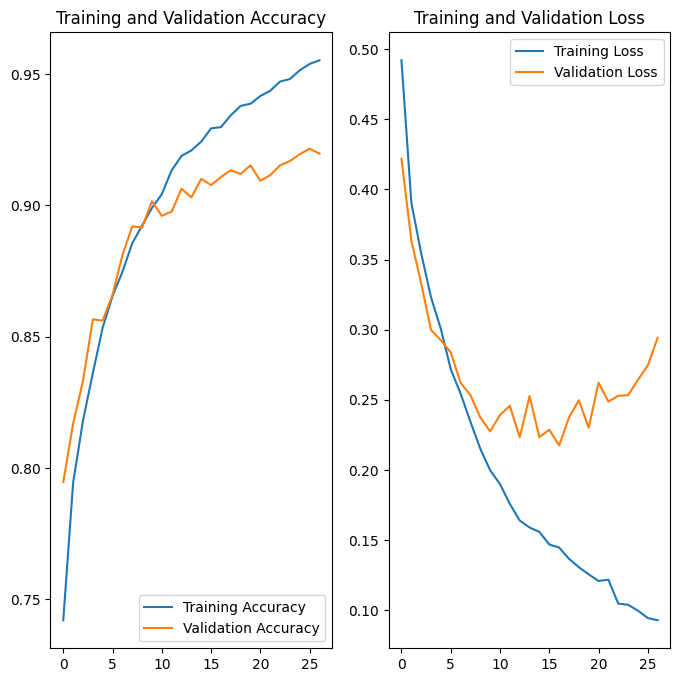 Training and Validation Accuracy
0.95
0.90
0.85
0.80
0.75
0 5 10 15 20 25
Training Accuracy
Validation Accuracy
Training and Validation Loss
0.50
0.45
0.40
0.35
0.30
0.25
0.20
0.15
0.10
0 5 10 15 20 25
Training Loss
Validation Loss